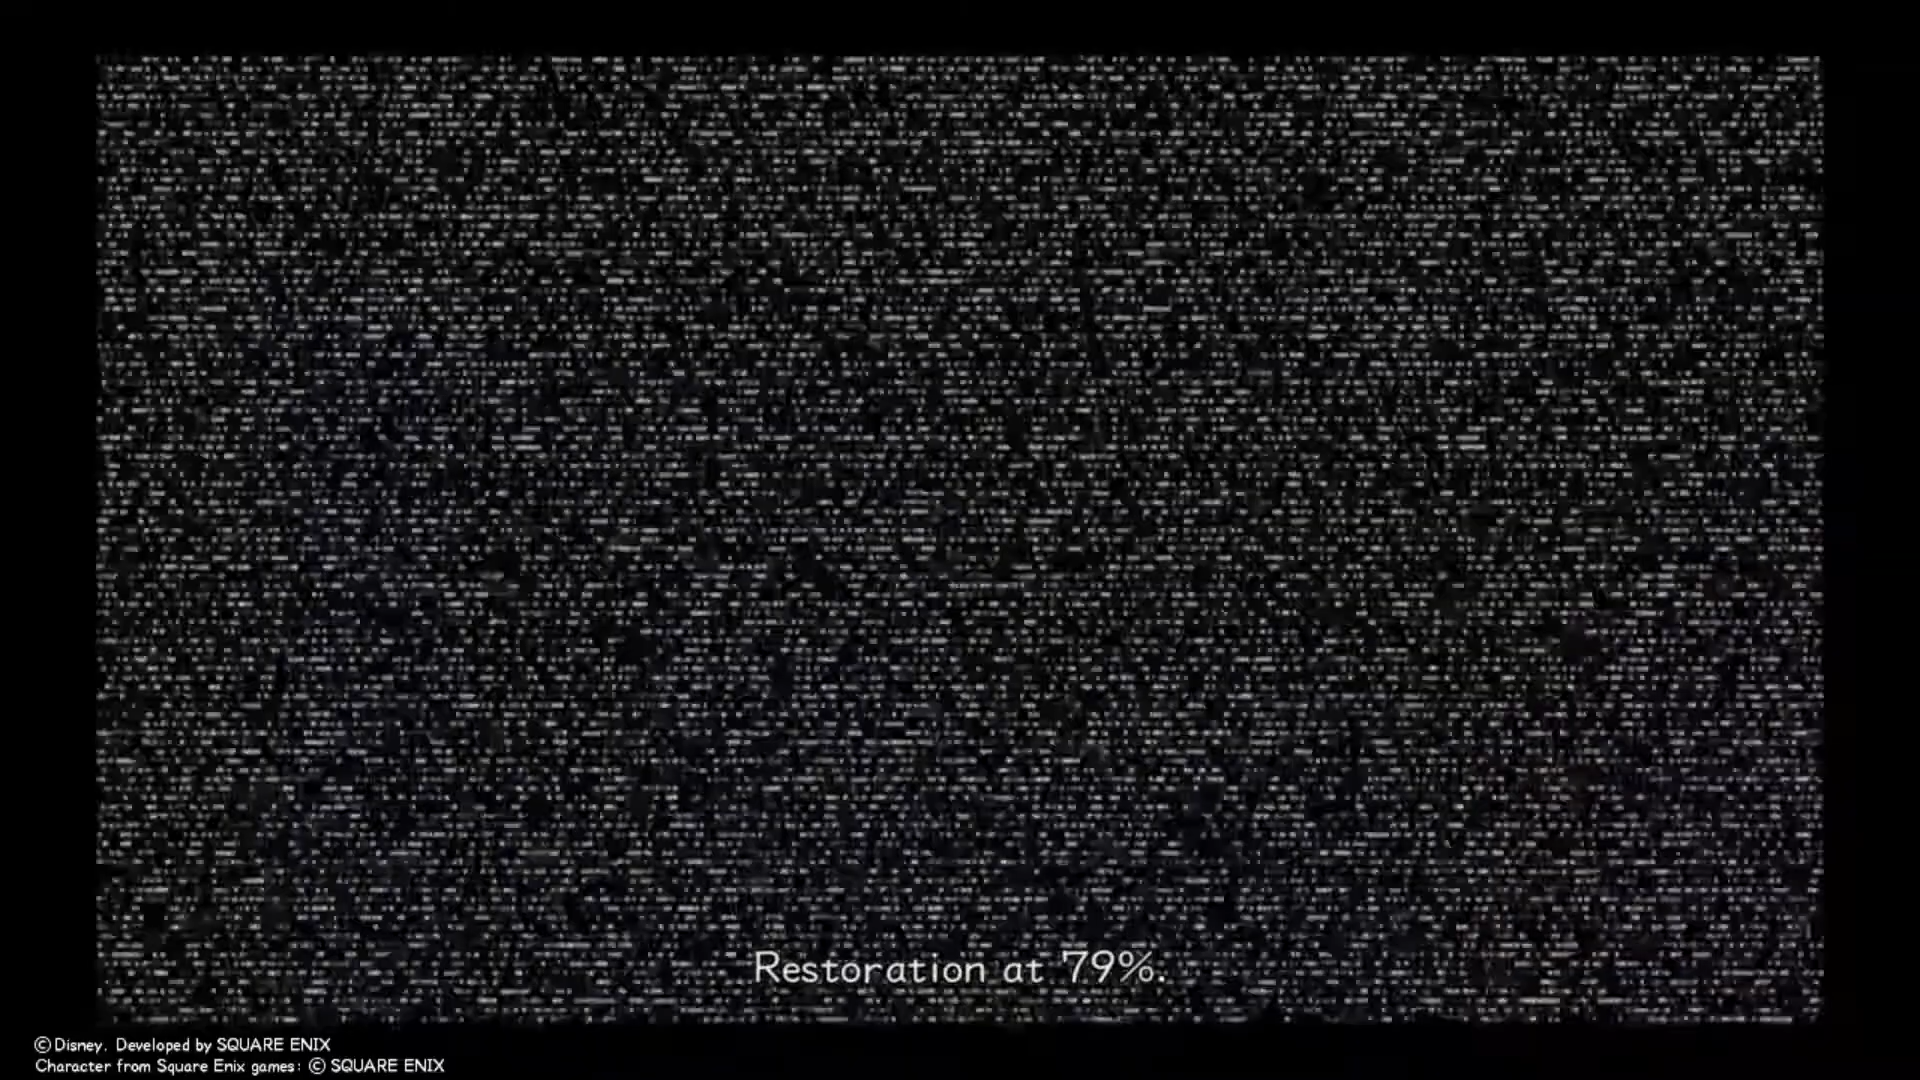 Restoration at 79%.
©Disney. Developed by SQUARE ENIX
Character from Square Enix games: © SQUARE ENIX